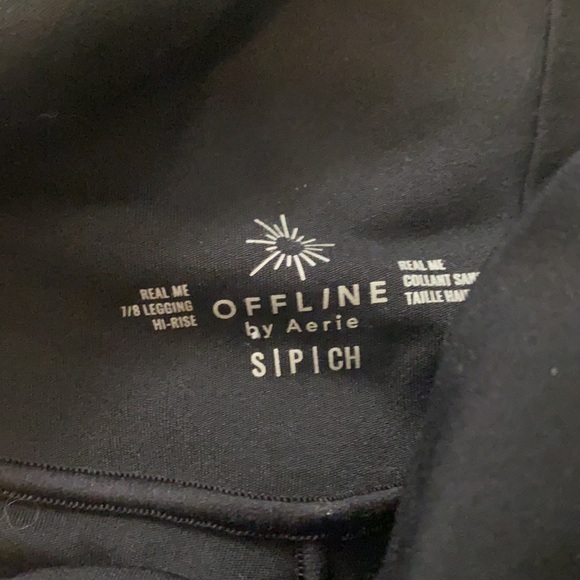 REAL ME
7/8 LEGGING
HI-RISE
OFFLINE
by Aerie
S|P|CH
REAL ME
COLLANT
TAILLE